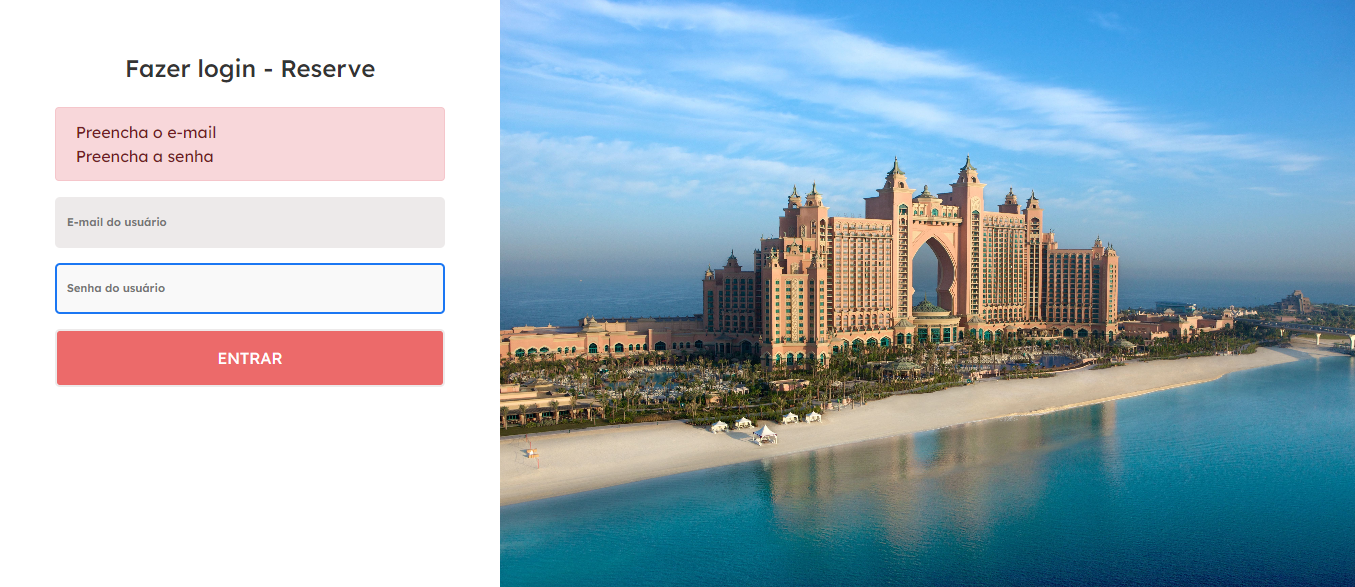 Fazer login - Reserve
Preencha o e-mail
Preencha a senha
E-mail do usuário
Senha do usuário
ENTRAR